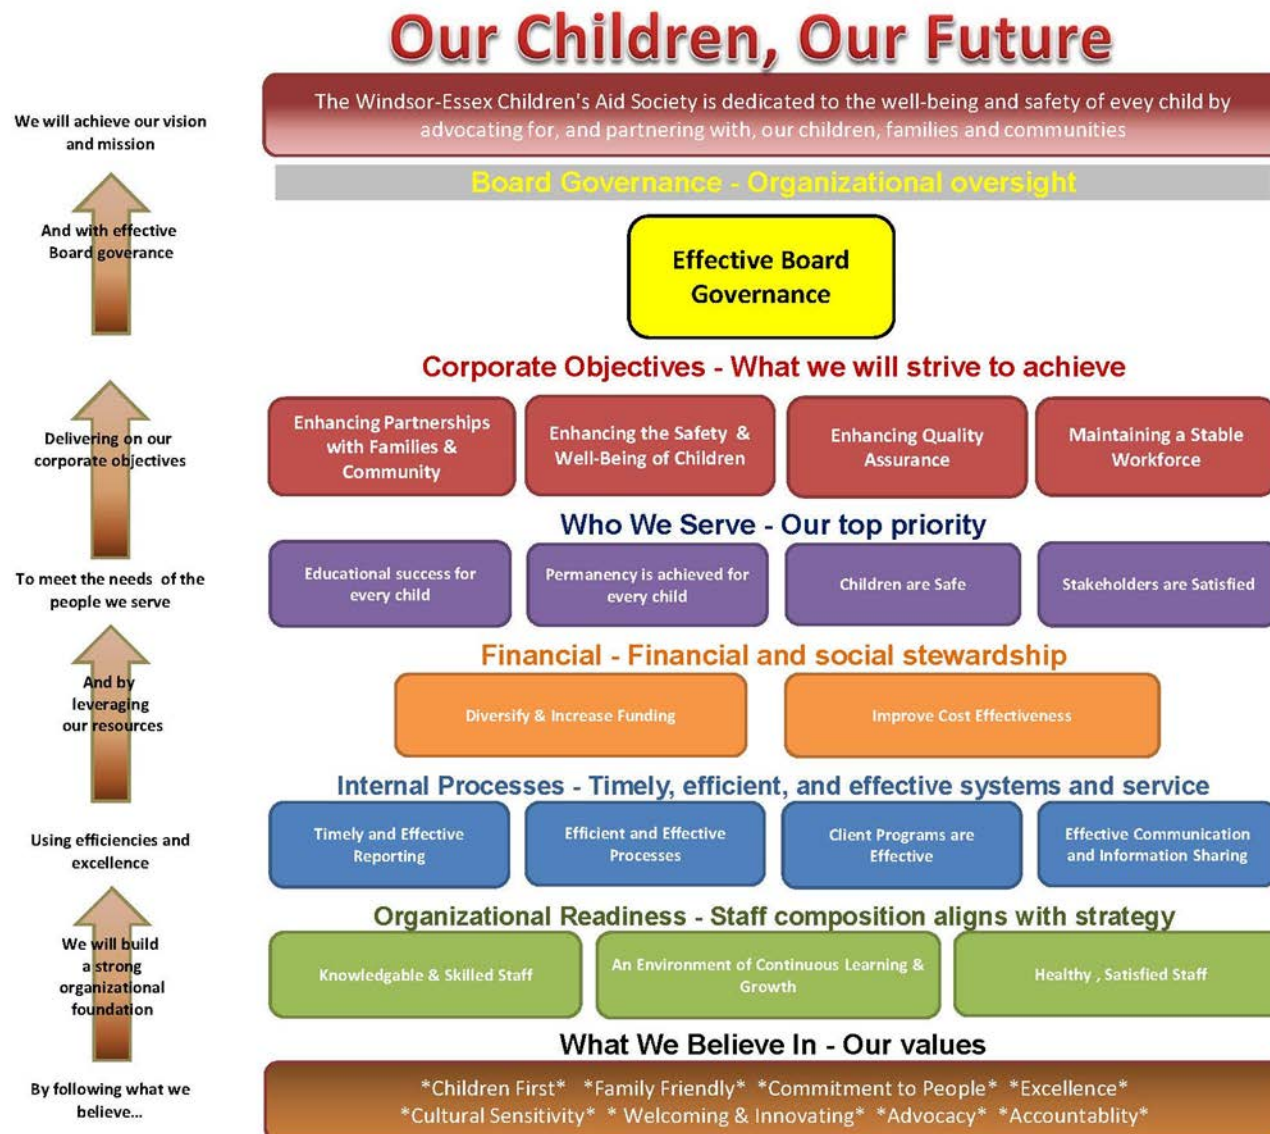 Our Children, Our Future
The Windsor-Essex Children's Aid Society is dedicated to the well-being and safety of evey child by
advocating for, and partnering with, our children, families and communities
We will achieve our vision
and mission
Board Governance - Organizational oversight
And with effective
Board goverance
Effective Board
Governance
Corporate Objectives - What we will strive to achieve
Delivering on our
corporate objectives
Enhancing Partnerships
with Families &
Community
Enhancing the Safety &
Well-Being of Children
Enhancing Quality
Assurance
Maintaining a Stable
Workforce
Who We Serve - Our top priority
To meet the needs of the
people we serve
Educational success for
every child
Permanency is achieved for
every child
Children are Safe
Stakeholders are Satisfied
Financial - Financial and social stewardship
And by
leveraging
our resources
Diversify & Increase Funding
Improve Cost Effectiveness
Internal Processes - Timely, efficient, and effective systems and service
Using efficiencies and
excellence
Timely and Effective
Reporting
Efficient and Effective
Processes
Client Programs are
Effective
Effective Communication
and Information Sharing
Organizational Readiness - Staff composition aligns with strategy
We will build
a strong
organizational
foundation
Knowledgable & Skilled Staff
An Environment of Continuous Learning &
Growth
Healthy , Satisfied Staff
What We Believe In - Our values
By following what we
believe...
*Children First* *Family Friendly* *Commitment to People* *Excellence*
*Cultural Sensitivity* * Welcoming & Innovating* *Advocacy* *Accountablity*